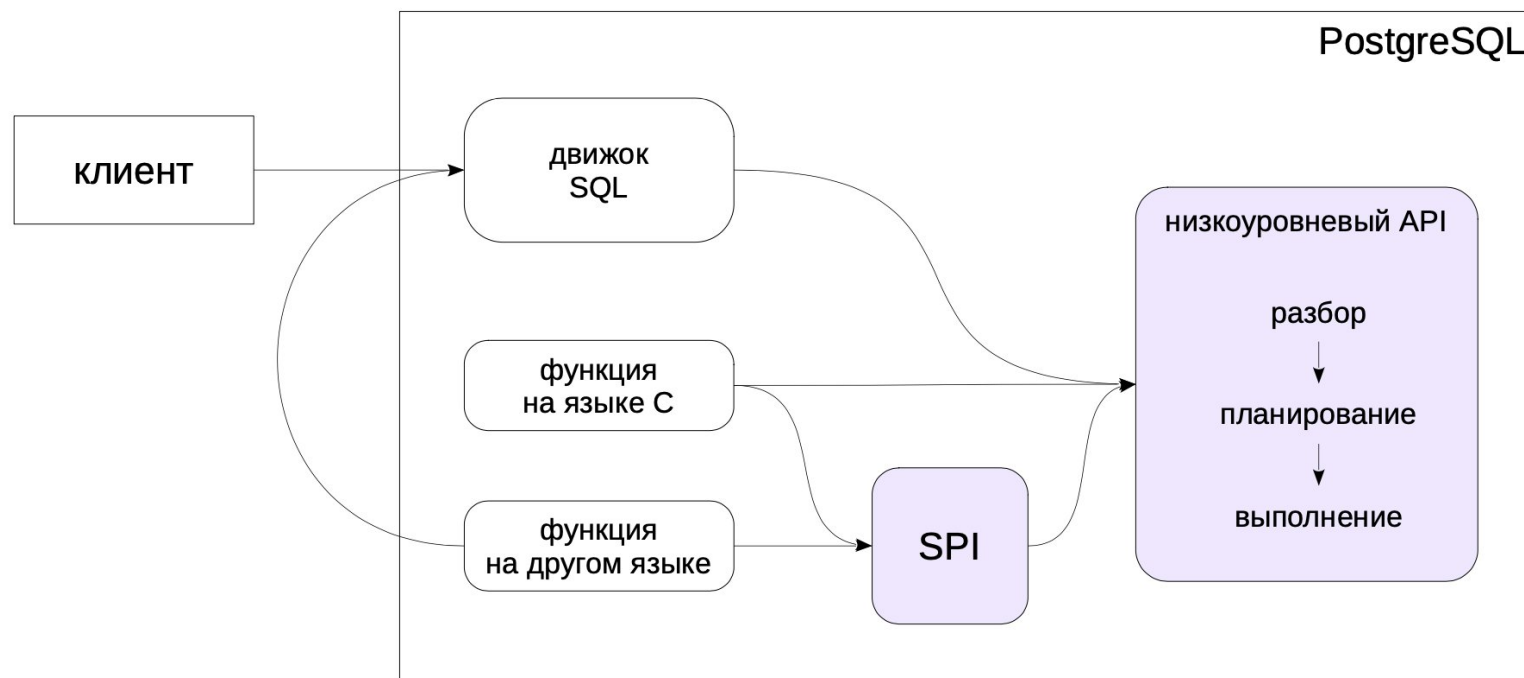 PostgreSQL
клиент
движок
SQL
низкоуровневый API
разбор
планирование
выполнение
функция
на языке C
функция
на другом языке
SPI